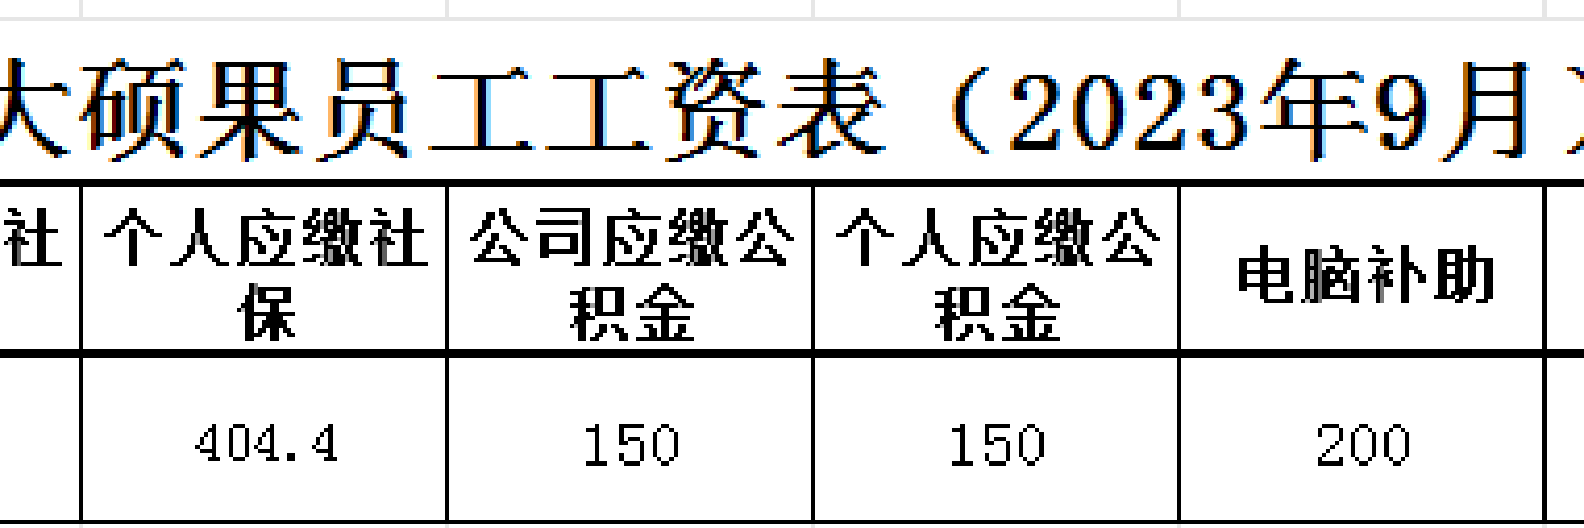 大硕果员工工资表（2023年9月）
社 个人应缴社保 公司应缴公积金 个人应缴公积金 电脑补助
404.4 150 150 200